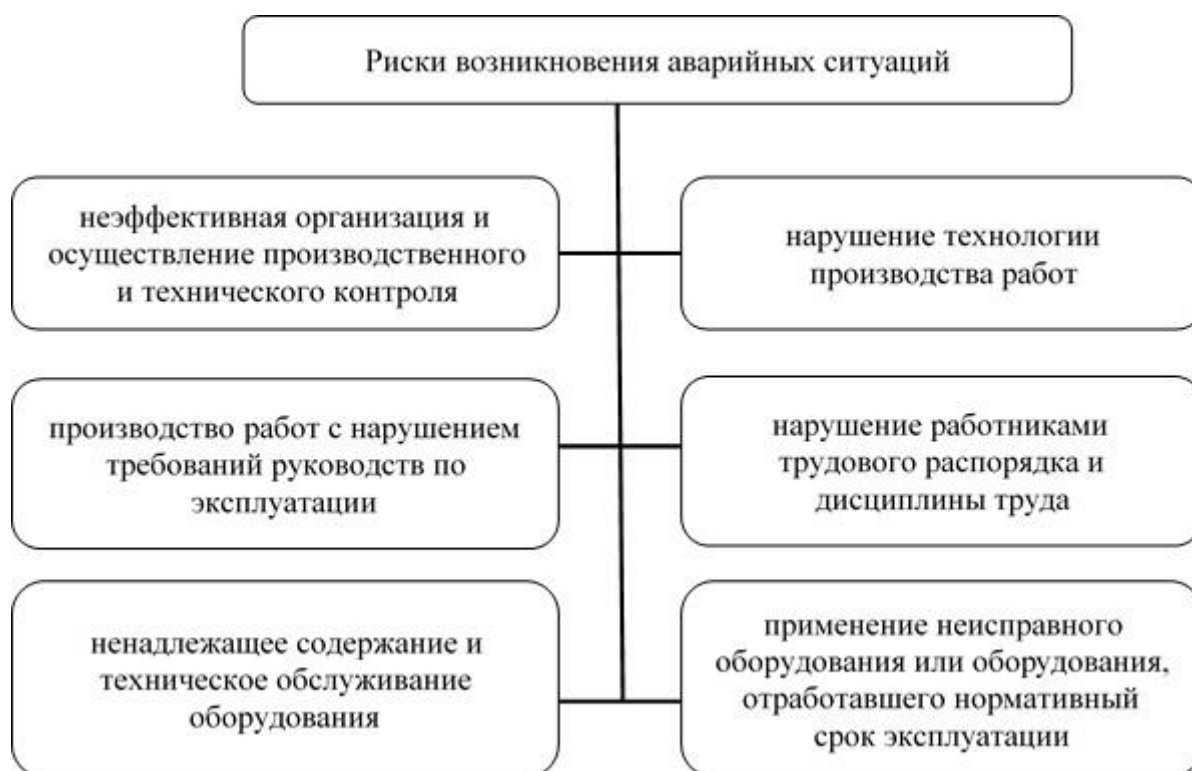 Риски возникновения аварийных ситуаций
неэффективная организация и
осуществление производственного
и технического контроля
нарушение технологии
производства работ
производство работ с нарушением
требований руководств по
эксплуатации
нарушение работниками
трудового распорядка и
дисциплины труда
ненадлежащее содержание и
техническое обслуживание
оборудования
применение неисправного
оборудования или оборудования,
отработавшего нормативный
срок эксплуатации